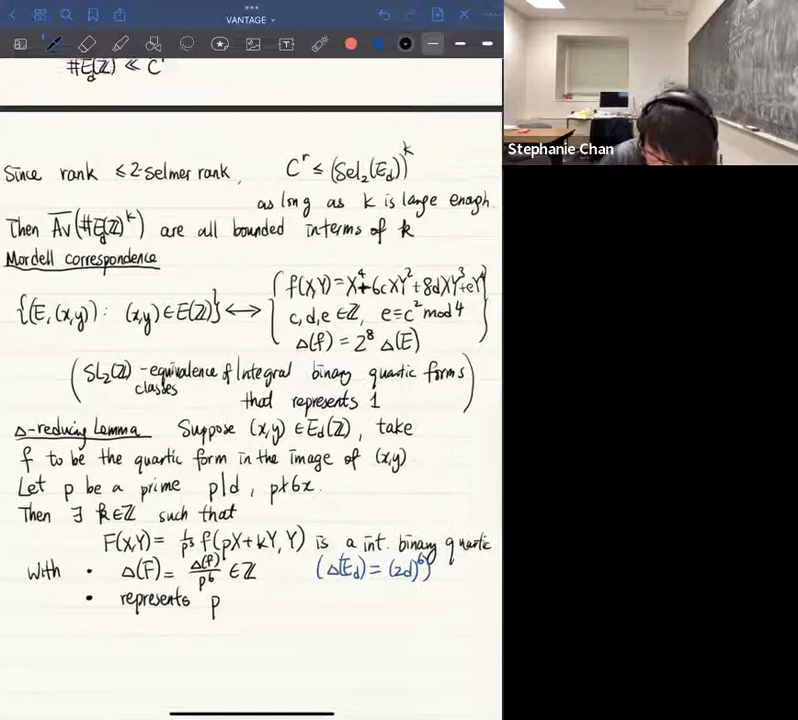 VANTAGE
#E_d(ℤ) ≪ C^r
Since rank ≤ 2-Selmer rank, C^r ≤ (Sel_2(E_d))^k
as long as k is large enough.
Then Av(#E_d(ℤ)^k) are all bounded in terms of k
Mordell correspondence
{(E, (x,y)) : (x,y) ∈ E(ℤ)} ↔ { f(X,Y) = X^4 + 6cX^2Y^2 + 8dXY^3 + eY^4
c, d, e ∈ ℤ, e ≡ c^2 mod 4
Δ(f) = 2^8 Δ(E) }
(SL_2(ℤ) - equivalence classes of integral binary quartic forms
that represents 1)
Δ-reducing Lemma Suppose (x,y) ∈ E_d(ℤ), take
f to be the quartic form in the image of (x,y).
Let p be a prime p|d, p∤6x.
Then ∃ k ∈ ℤ such that
F(X,Y) = 1/p^3 f(pX+kY, Y) is a int. binary quartic
With • Δ(F) = Δ(f)/p^6 ∈ ℤ (Δ(E_d) = (2d)^6)
• represents p
Stephanie Chan